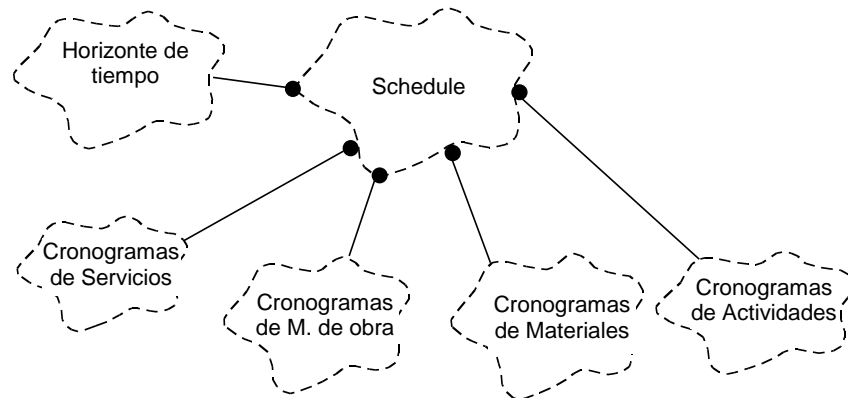 Horizonte de
tiempo
Schedule
Cronogramas
de Servicios
Cronogramas
de M. de obra
Cronogramas
de Materiales
Cronogramas
de Actividades